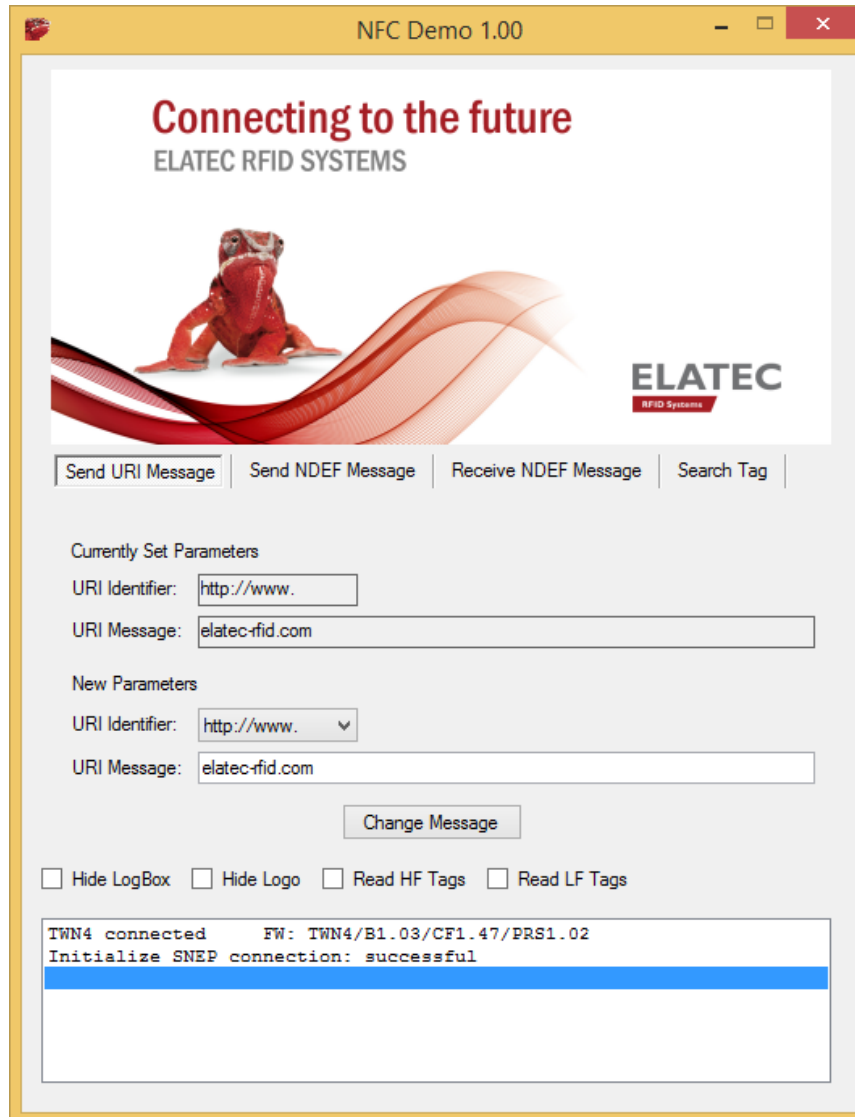 NFC Demo 1.00
Connecting to the future
ELATEC RFID SYSTEMS
ELATEC
RFID Systems
Send URI Message Send NDEF Message Receive NDEF Message Search Tag
Currently Set Parameters
URI Identifier: http://www.
URI Message: elatec-rfid.com
New Parameters
URI Identifier: http://www.
URI Message: elatec-rfid.com
Change Message
Hide LogBox Hide Logo Read HF Tags Read LF Tags
TWN4 connected FW: TWN4/B1.03/CF1.47/PRS1.02
Initialize SNEP connection: successful